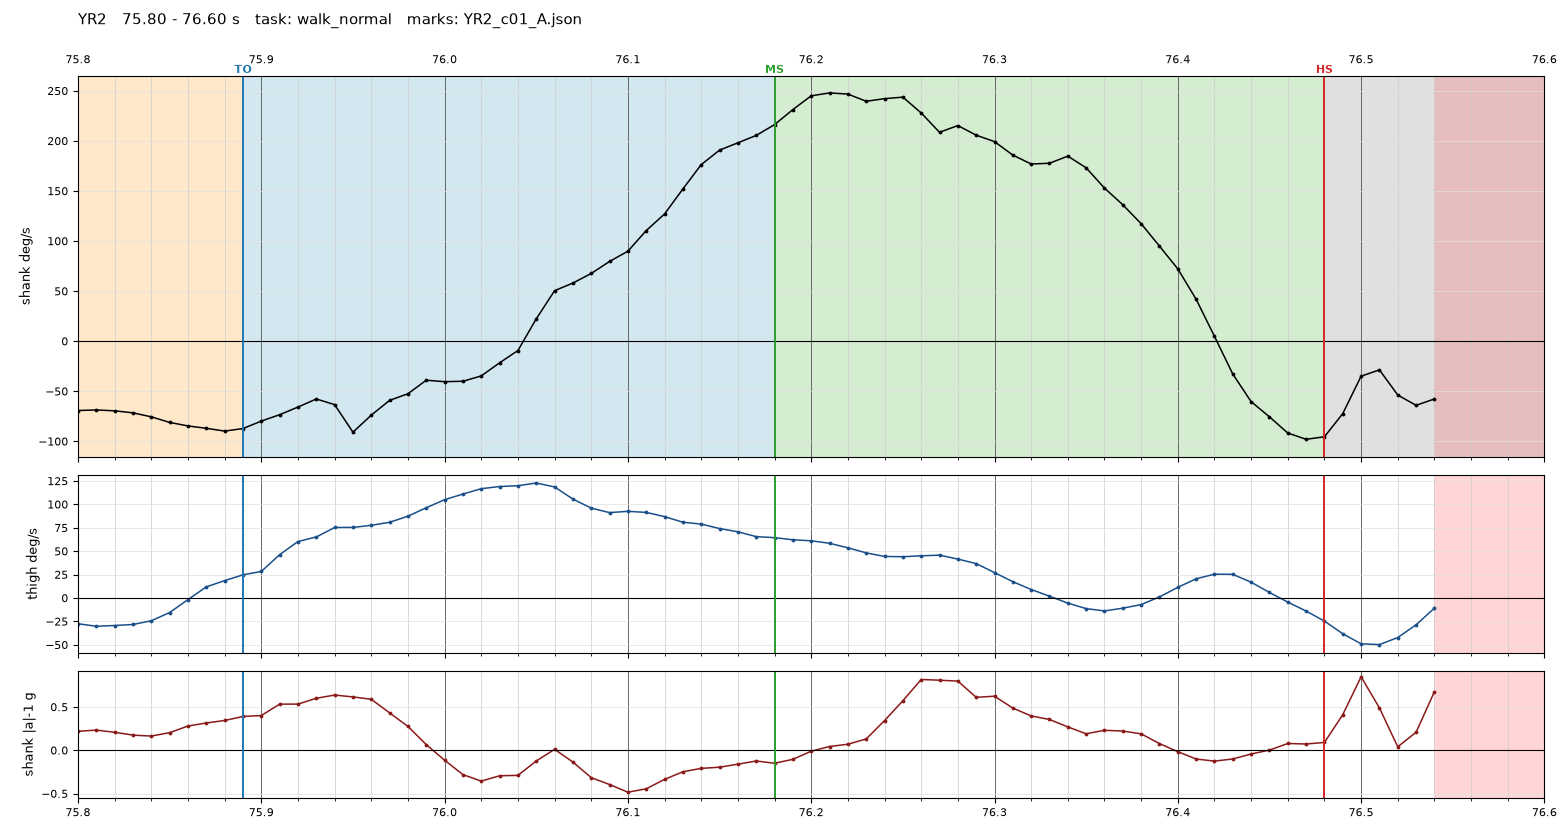 YR2 75.80 - 76.60 s task: walk_normal marks: YR2_c01_A.json
75.8 75.9 76.0 76.1 76.2 76.3 76.4 76.5 76.6
TO MS HS
250
200
150
100
50
0
−50
−100
shank deg/s
125
100
75
50
25
0
−25
−50
thigh deg/s
0.5
0.0
−0.5
shank |a|-1 g
75.8 75.9 76.0 76.1 76.2 76.3 76.4 76.5 76.6